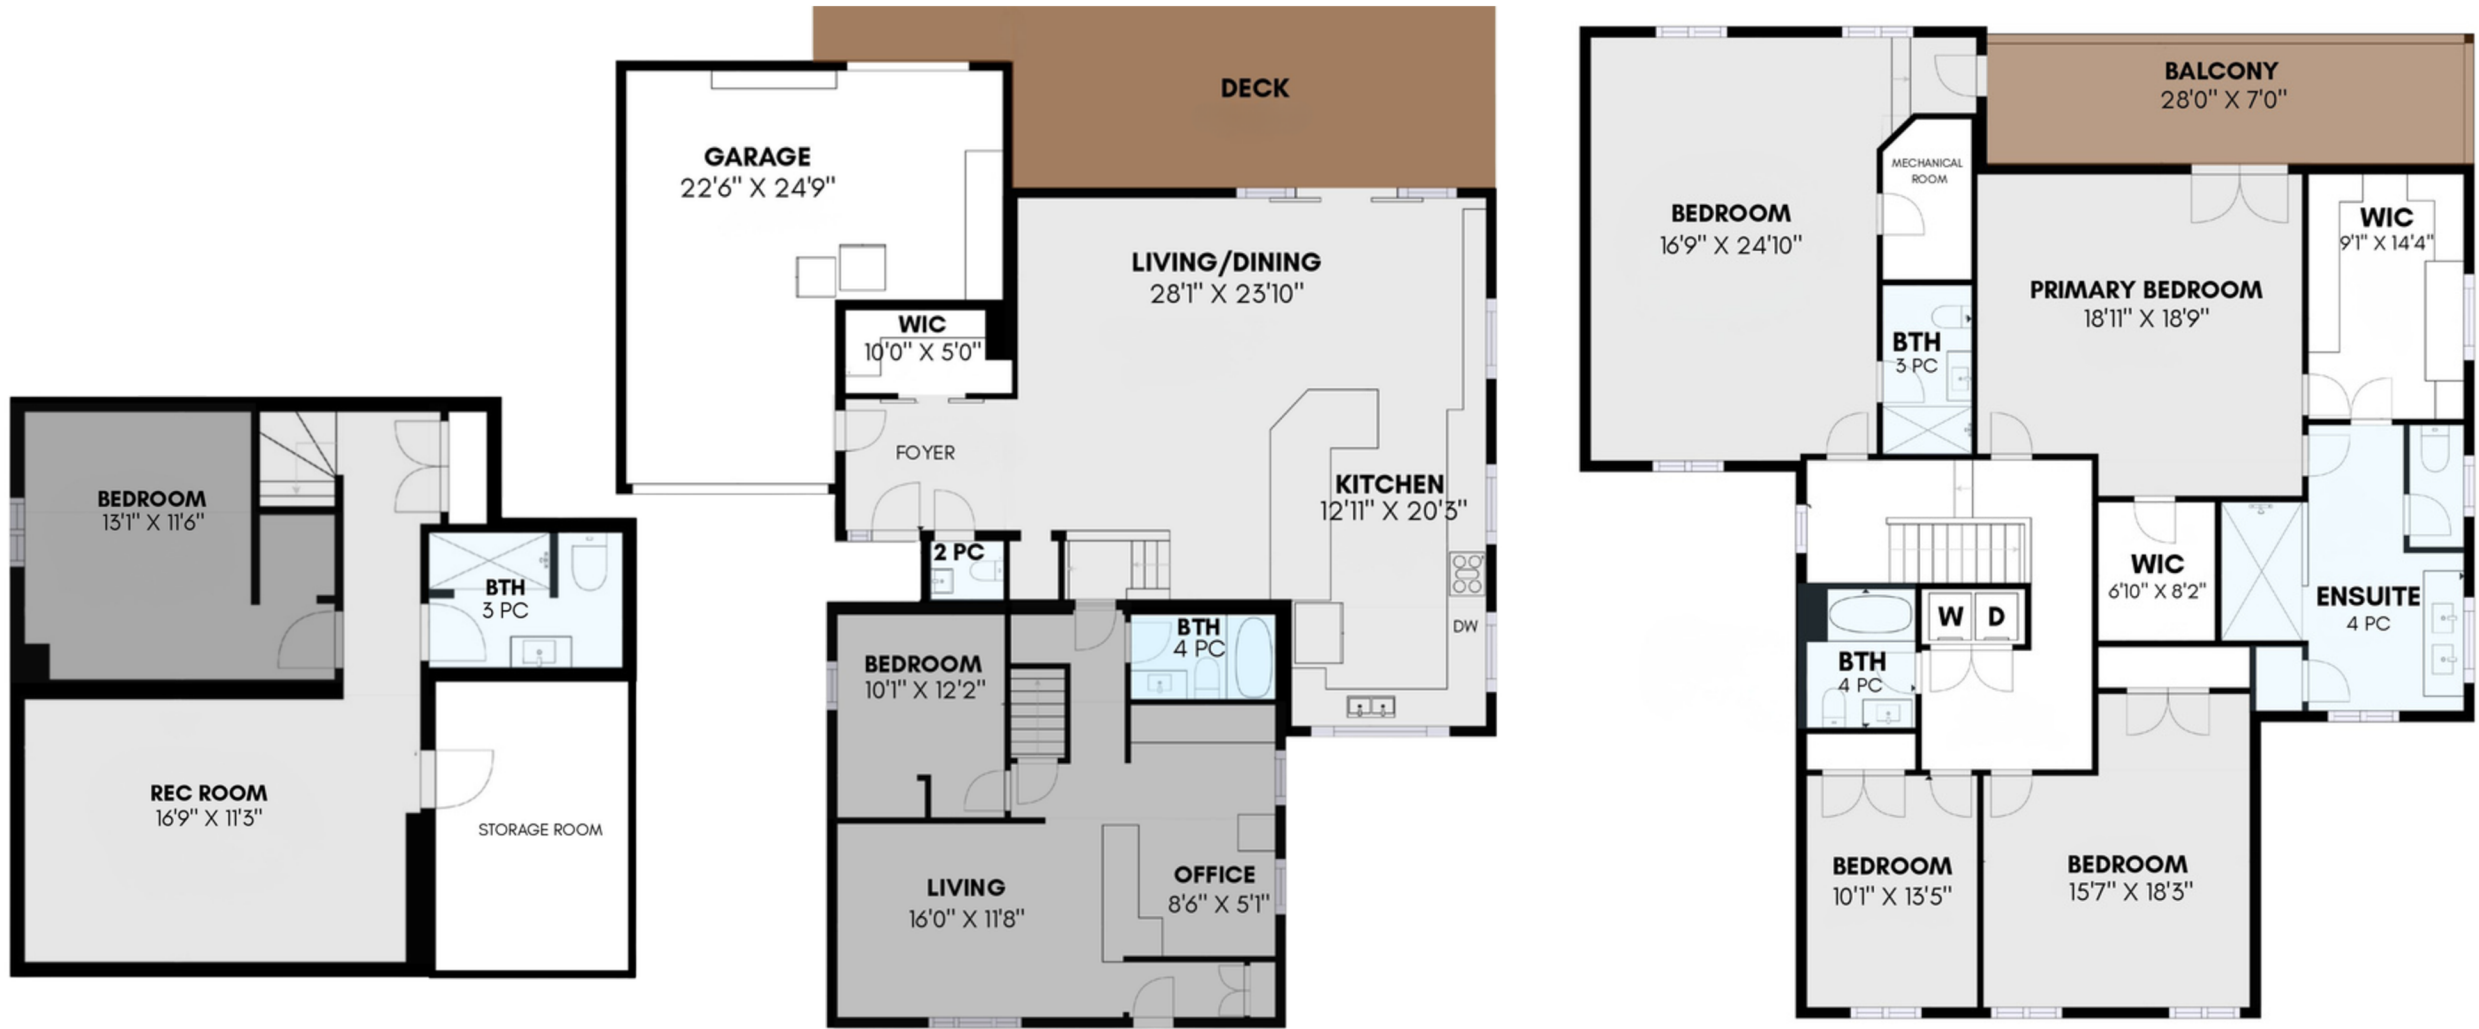 BEDROOM
13'1" X 11'6"
BTH
3 PC
REC ROOM
16'9" X 11'3"
STORAGE ROOM
DECK
GARAGE
22'6" X 24'9"
LIVING/DINING
28'1" X 23'10"
WIC
10'0" X 5'0"
FOYER
KITCHEN
12'11" X 20'3"
2 PC
DW
BTH
4 PC
BEDROOM
10'1" X 12'2"
LIVING
16'0" X 11'8"
OFFICE
8'6" X 5'1"
BALCONY
28'0" X 7'0"
MECHANICAL
ROOM
BEDROOM
16'9" X 24'10"
WIC
9'1" X 14'4"
PRIMARY BEDROOM
18'11" X 18'9"
BTH
3 PC
WIC
6'10" X 8'2"
ENSUITE
4 PC
W D
BTH
4 PC
BEDROOM
10'1" X 13'5"
BEDROOM
15'7" X 18'3"